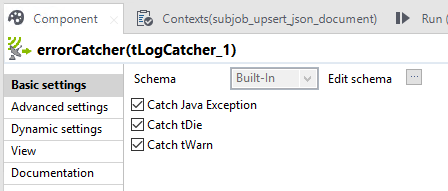 Component
Contexts(subjob_upsert_json_document)
Run (
errorCatcher(tLogCatcher_1)
Basic settings
Advanced settings
Dynamic settings
View
Documentation
Schema
Built-In
Edit schema
...
Catch Java Exception
Catch tDie
Catch tWarn